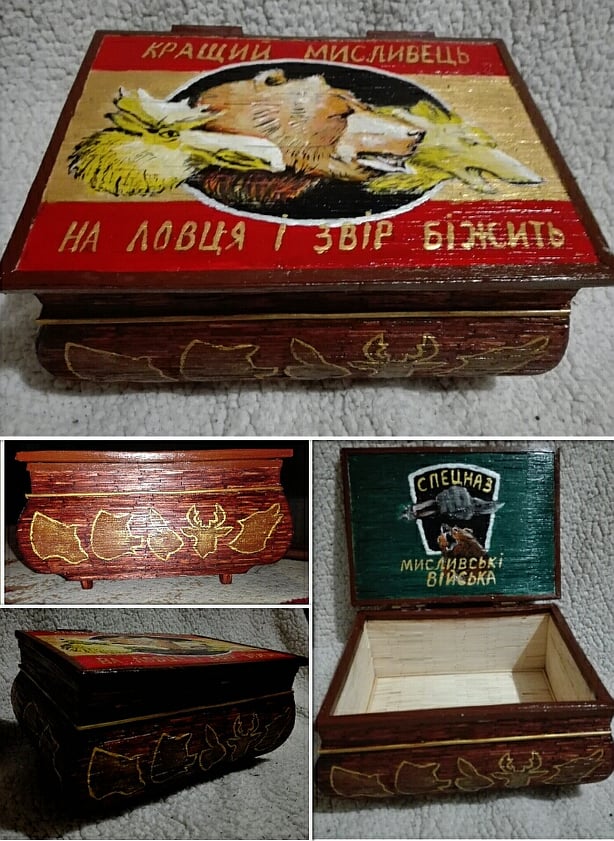 КРАЩИЙ МИСЛИВЕЦЬ
НА ЛОВЦЯ І ЗВІР БІЖИТЬ
СПЕЦНАЗ
МИСЛИВСЬКІ
ВІЙСЬКА